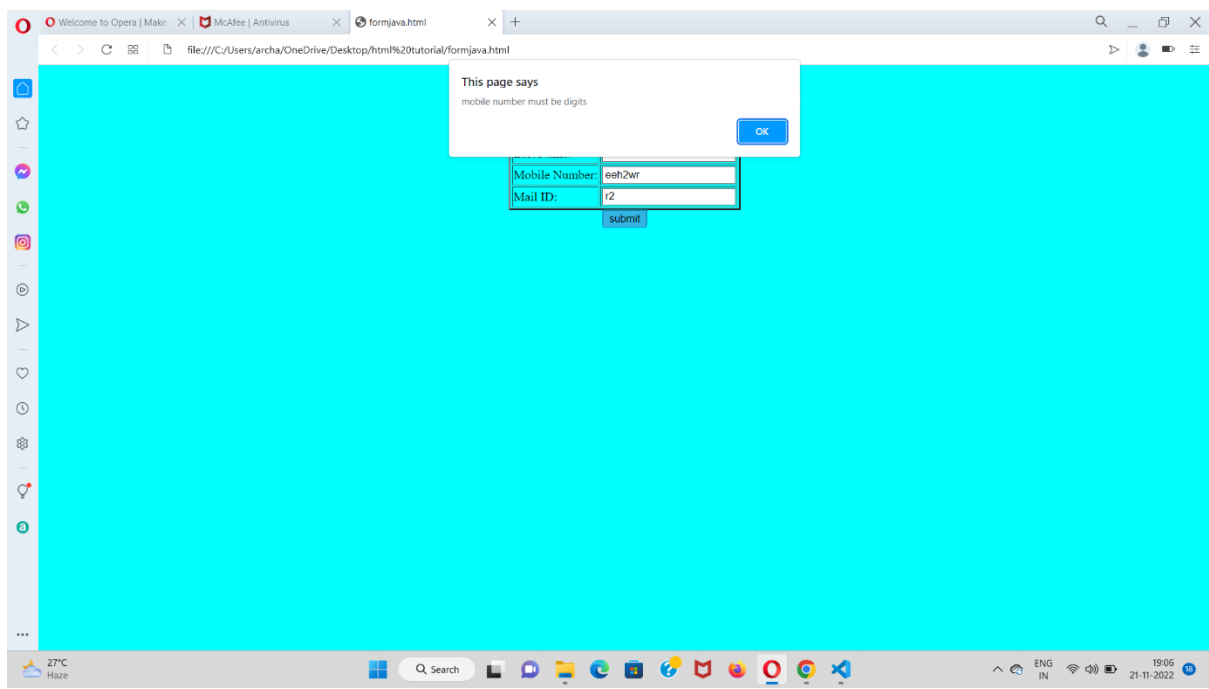 Welcome to Opera | Make
McAfee | Antivirus
formjava.html
file:///C:/Users/archa/OneDrive/Desktop/html%20tutorial/formjava.html
This page says
mobile number must be digits
OK
Mobile Number: eeh2wr
Mail ID: r2
submit
27°C
Haze
Search
ENG
IN
19:06
21-11-2022
18